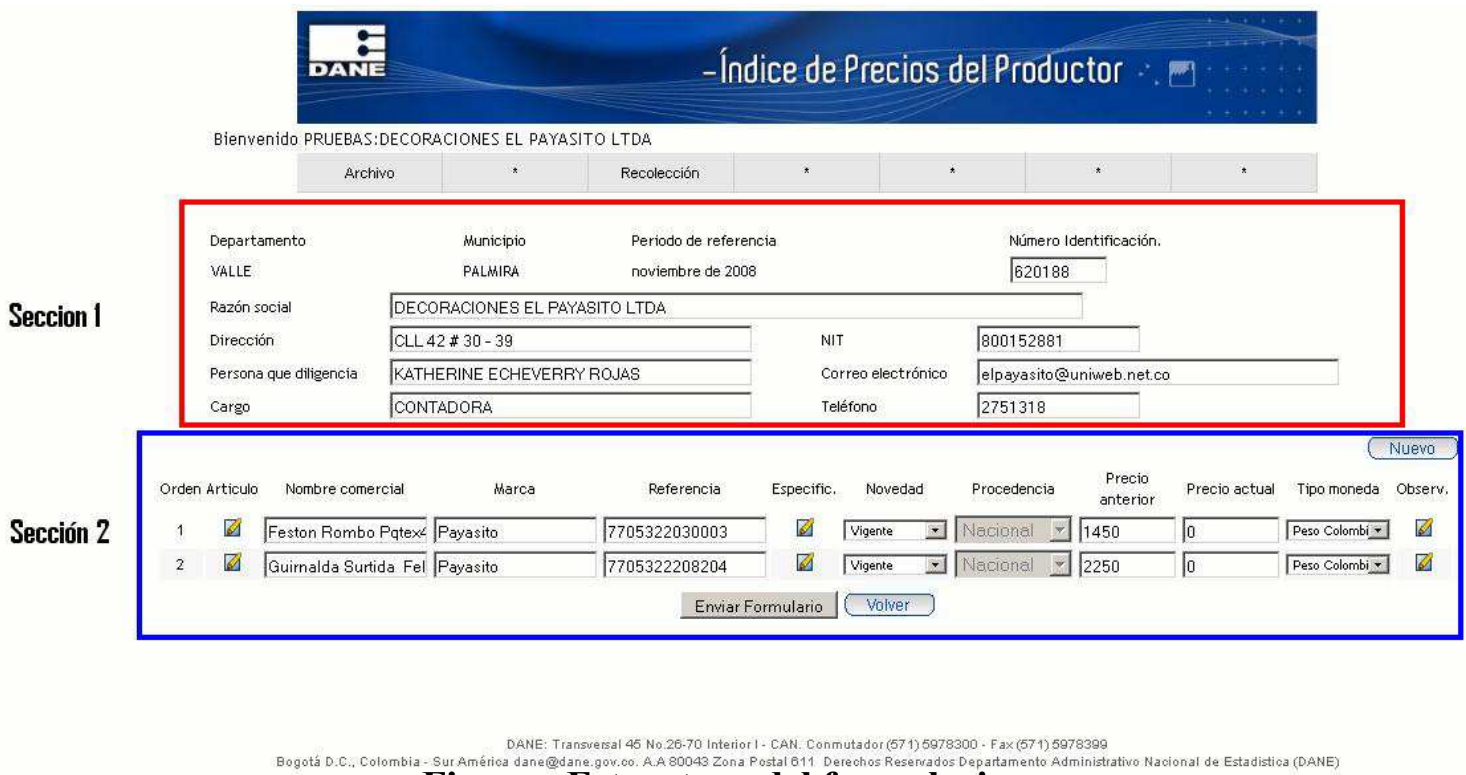 DANE
–Índice de Precios del Productor
Bienvenido PRUEBAS:DECORACIONES EL PAYASITO LTDA
Archivo * Recolección * * * *
Seccion 1
Departamento Municipio Periodo de referencia Número Identificación.
VALLE PALMIRA noviembre de 2008 620188
Razón social DECORACIONES EL PAYASITO LTDA
Dirección CLL 42 # 30 - 39 NIT 800152881
Persona que diligencia KATHERINE ECHEVERRY ROJAS Correo electrónico elpayasito@uniweb.net.co
Cargo CONTADORA Teléfono 2751318
Sección 2
Nuevo
Orden Articulo Nombre comercial Marca Referencia Especific. Novedad Procedencia Precio anterior Precio actual Tipo moneda Observ.
1 Feston Rombo Pqtex4 Payasito 7705322030003 Vigente Nacional 1450 0 Peso Colombi
2 Guirnalda Surtida Fel Payasito 7705322208204 Vigente Nacional 2250 0 Peso Colombi
Enviar Formulario Volver
DANE: Transversal 45 No.26-70 Interior I - CAN. Conmutador (571) 5978300 - Fax (571) 5978399
Bogotá D.C., Colombia - Sur América dane@dane.gov.co. A.A 80043 Zona Postal 611 Derechos Reservados Departamento Administrativo Nacional de Estadistica (DANE)